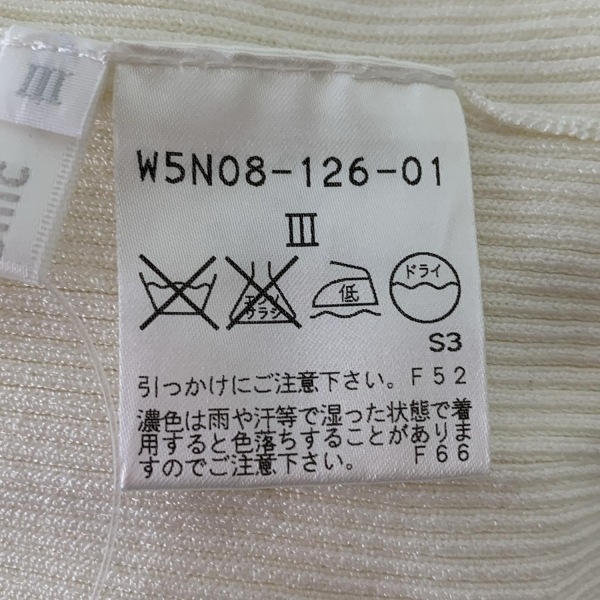 III
W5N08-126-01
III
エンソ
サラシ
低
ドライ
S3
引っかけにご注意下さい。F52
濃色は雨や汗等で湿った状態で着
用すると色落ちすることがありま
すのでご注意下さい。 F66